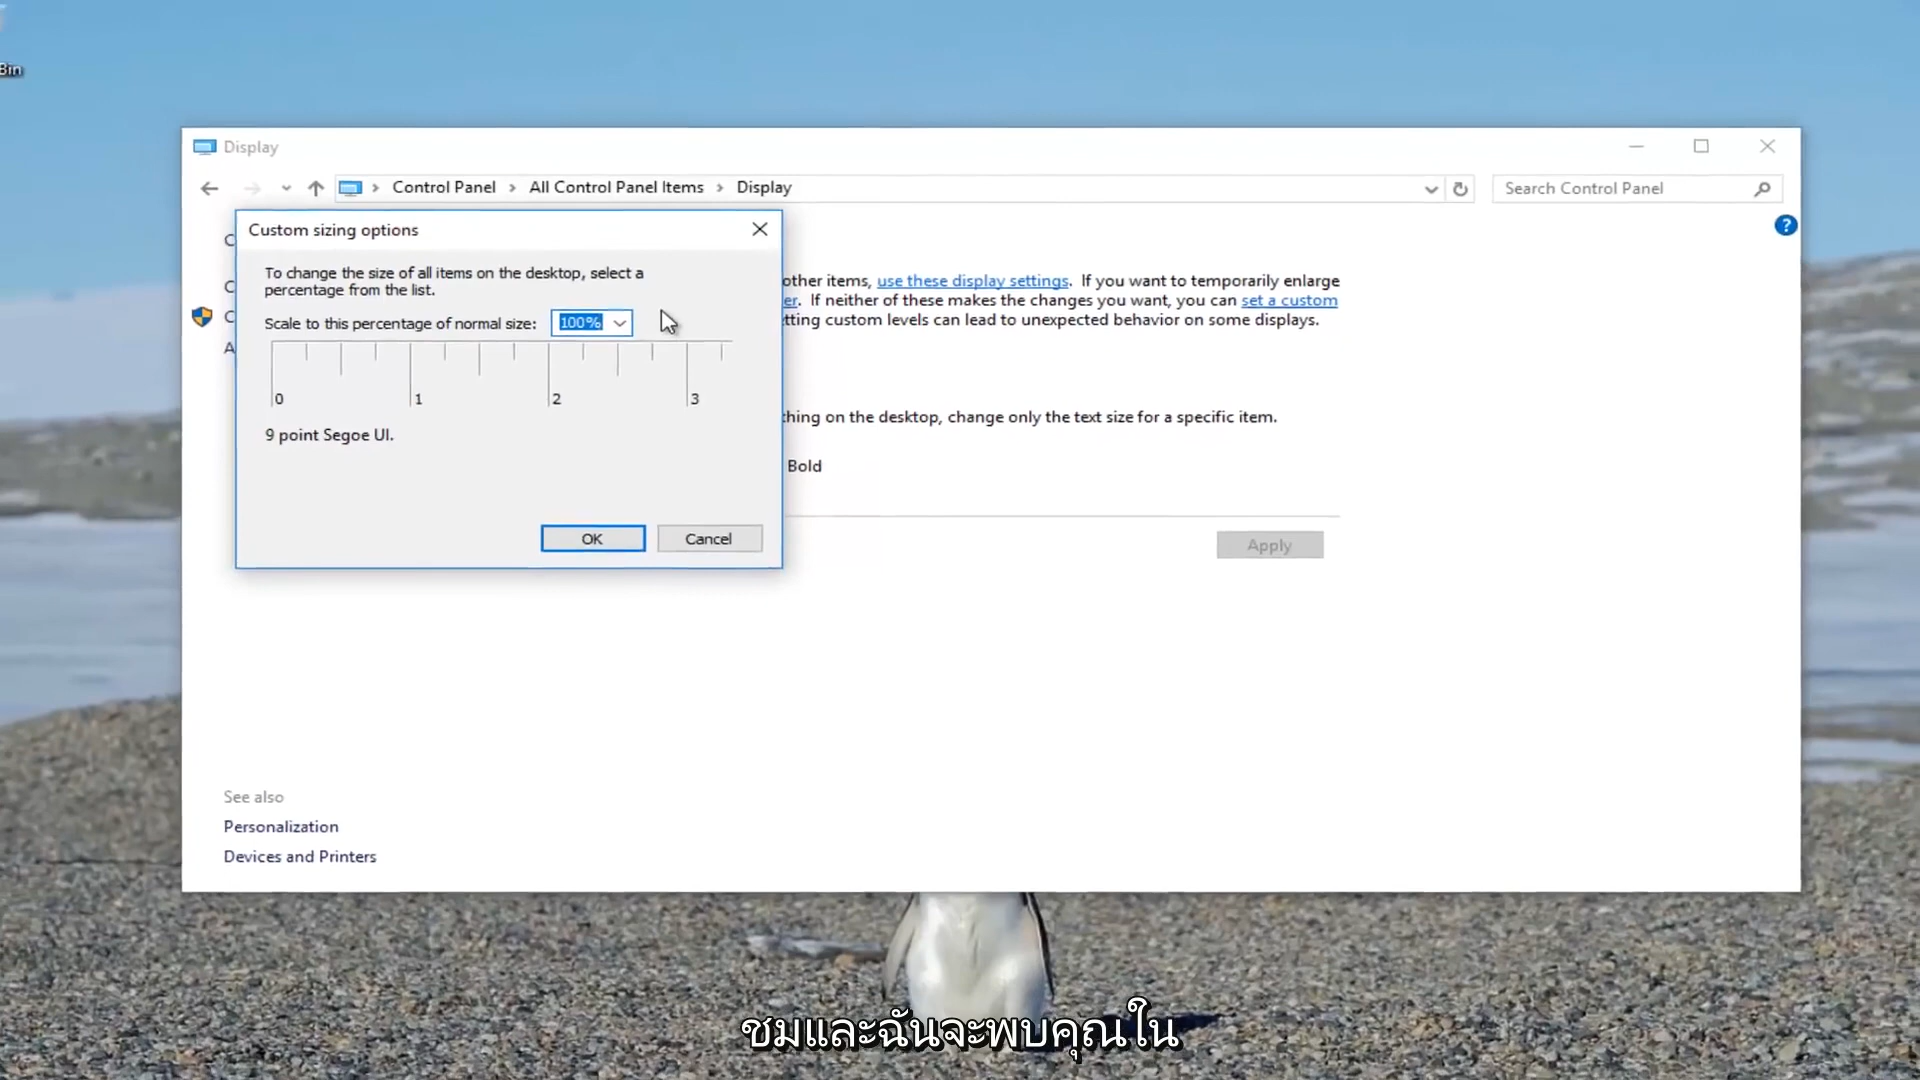 Bin
Display
Control Panel > All Control Panel Items > Display
Search Control Panel
Custom sizing options
To change the size of all items on the desktop, select a
percentage from the list.
Scale to this percentage of normal size: 100%
0 1 2 3
9 point Segoe UI.
OK Cancel
other items, use these display settings. If you want to temporarily enlarge
er. If neither of these makes the changes you want, you can set a custom
tting custom levels can lead to unexpected behavior on some displays.
thing on the desktop, change only the text size for a specific item.
Bold
Apply
See also
Personalization
Devices and Printers
ชมและฉันจะพบคุณใน